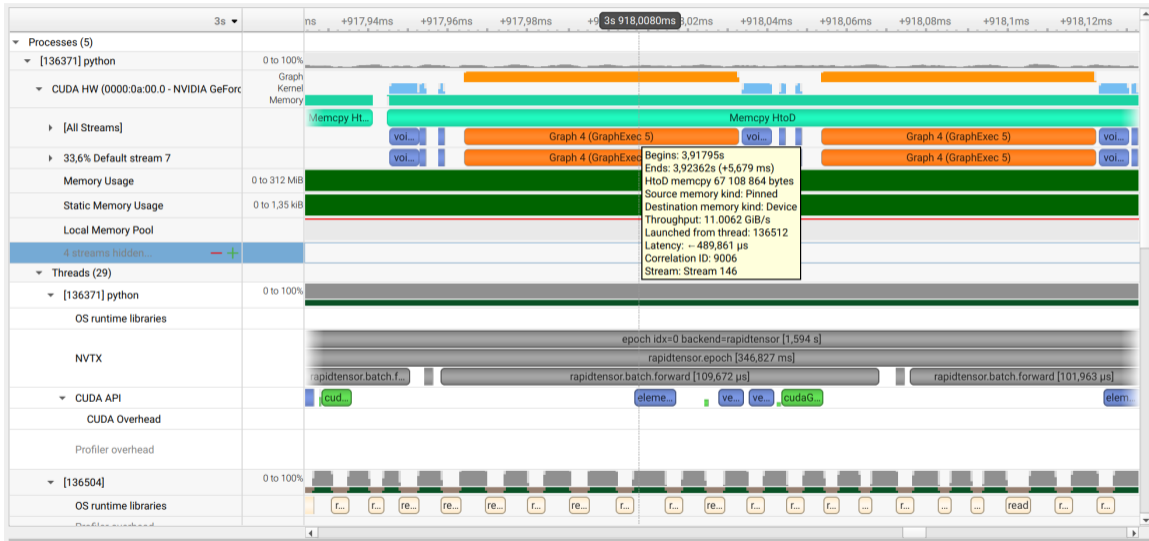 3s
ns +917,94ms +917,96ms +917,98ms +9 3s 918,0080ms 8,02ms +918,04ms +918,06ms +918,08ms +918,1ms +918,12ms
Processes (5)
[136371] python 0 to 100%
Graph
CUDA HW (0000:0a:00.0 - NVIDIA GeForc Kernel
Memory
Memcpy Ht... Memcpy HtoD
[All Streams] voi... Graph 4 (GraphExec 5) voi... Graph 4 (GraphExec 5) voi...
33,6% Default stream 7 voi... Graph 4 (GraphExec Graph 4 (GraphExec 5) voi...
Begins: 3,91795s
Ends: 3,92362s (+5,679 ms)
HtoD memcpy 67 108 864 bytes
Source memory kind: Pinned
Destination memory kind: Device
Throughput: 11.0062 GiB/s
Launched from thread: 136512
Latency: ←489,861 µs
Correlation ID: 9006
Stream: Stream 146
Memory Usage 0 to 312 MiB
Static Memory Usage 0 to 1,35 kiB
Local Memory Pool
4 streams hidden...
Threads (29)
[136371] python 0 to 100%
OS runtime libraries
epoch idx=0 backend=rapidtensor [1,594 s]
NVTX rapidtensor.epoch [346,827 ms]
rapidtensor.batch.f... rapidtensor.batch.forward [109,672 µs] rapidtensor.batch.forward [101,963 µs]
CUDA API cud... eleme... ve... ve... cudaG... elem...
CUDA Overhead
Profiler overhead
[136504] 0 to 100%
OS runtime libraries r... r... re... re... re... r... re... r... r... re... r... r... r... ... r... ... ... read r... r...
Profiler overhead